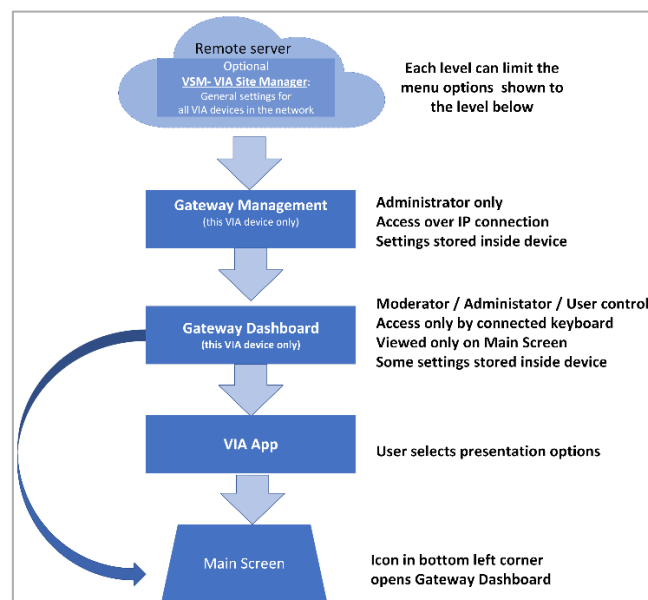 Remote server
Optional
VSM- VIA Site Manager:
General settings for
all VIA devices in the network
Each level can limit the
menu options shown to
the level below
Gateway Management
(this VIA device only)
Administrator only
Access over IP connection
Settings stored inside device
Gateway Dashboard
(this VIA device only)
Moderator / Administator / User control
Access only by connected keyboard
Viewed only on Main Screen
Some settings stored inside device
VIA App
User selects presentation options
Main Screen
Icon in bottom left corner
opens Gateway Dashboard